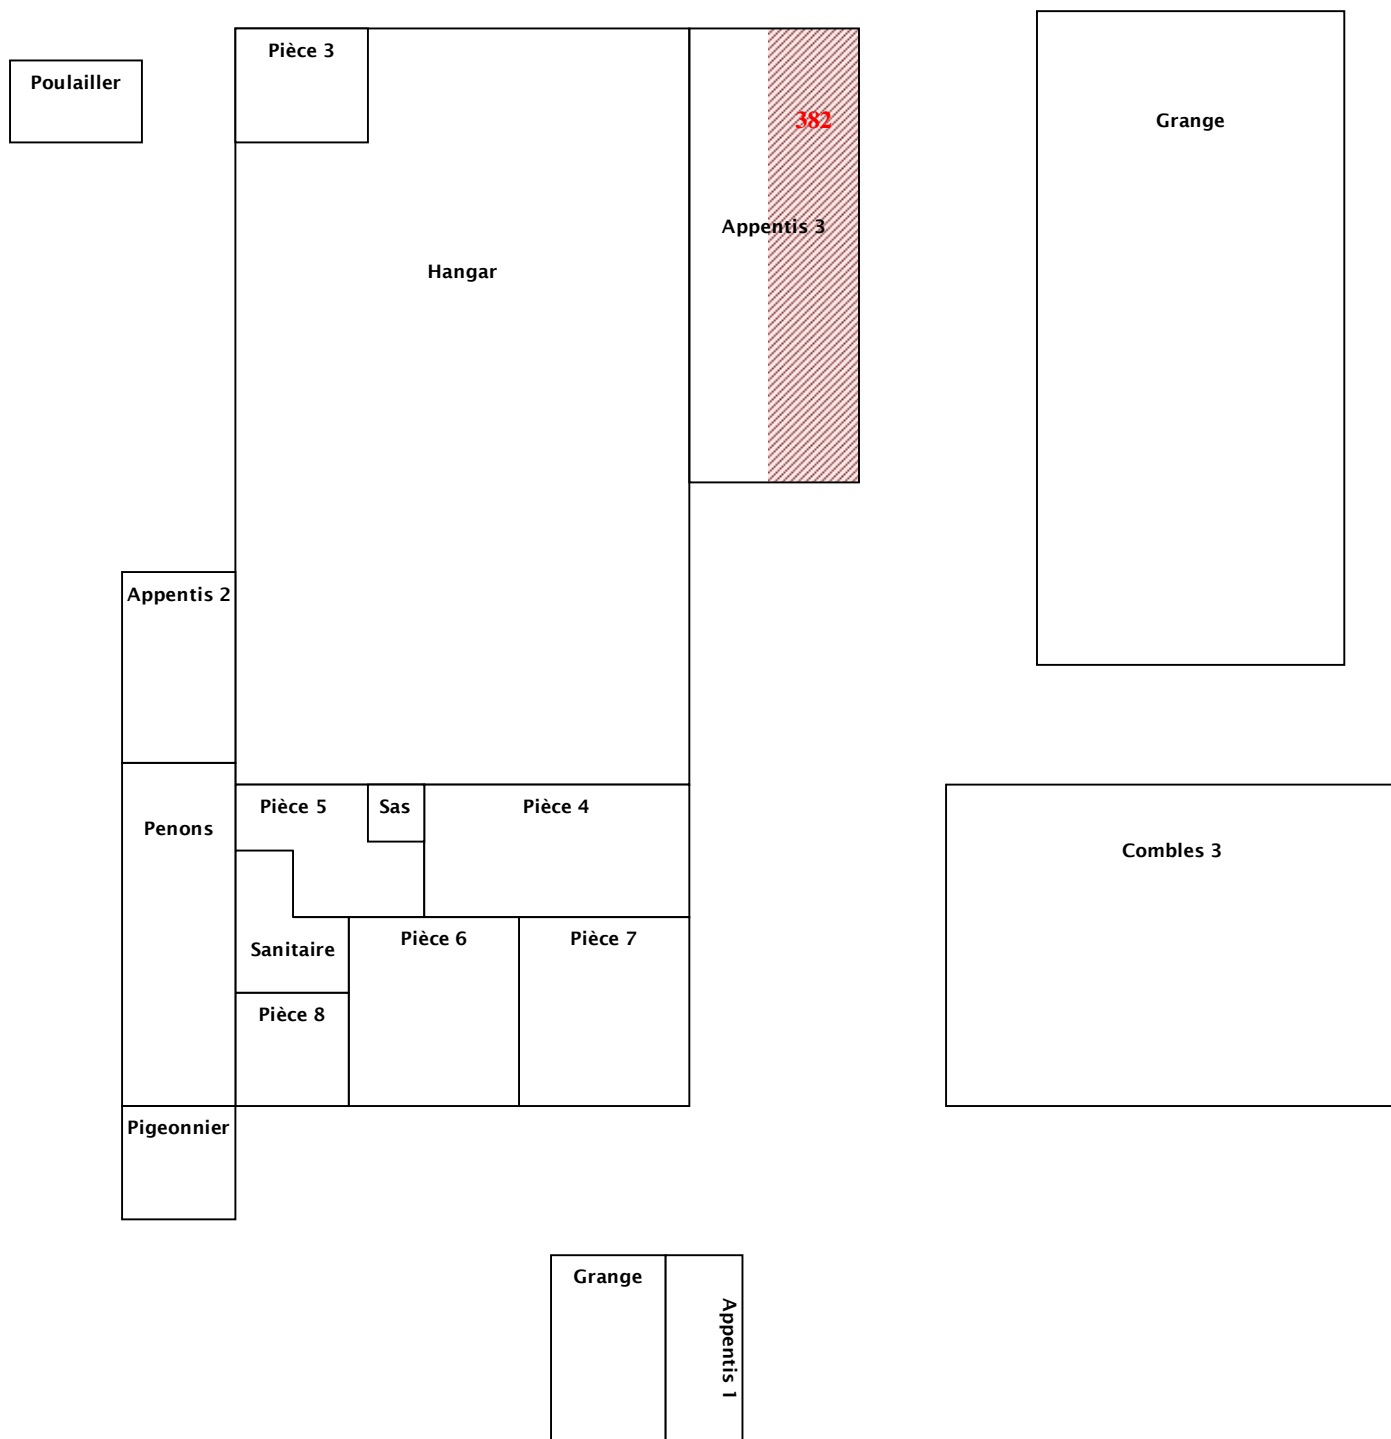 Pièce 3
Poulailler
382
Grange
Appentis 3
Hangar
Appentis 2
Pièce 5
Sas
Pièce 4
Penons
Combles 3
Sanitaire
Pièce 6
Pièce 7
Pièce 8
Pigeonnier
Grange
Appentis 1